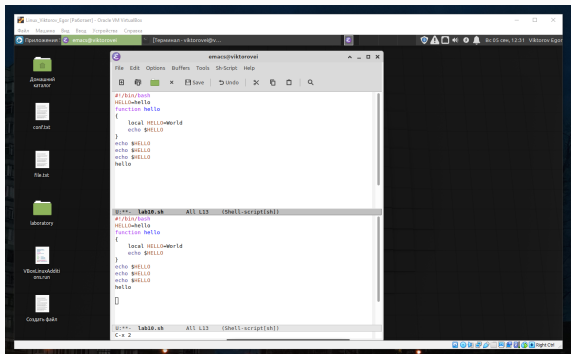 Linux_Viktorov_Egor [Работает] - Oracle VM VirtualBox
Файл Машина Вид Ввод Устройства Справка
Приложения emacs@viktorovei [Терминал - viktorovei@v... Вс 05 сен, 12:31 Viktorov Egor
Домашний
каталог
conf.txt
file.txt
laboratory
VBoxLinuxAdditi
ons.run
Создать файл
emacs@viktorovei
File Edit Options Buffers Tools Sh-Script Help
Save Undo
#!/bin/bash
HELLO=hello
function hello
{
local HELLO=World
echo $HELLO
}
echo $HELLO
echo $HELLO
echo $HELLO
hello
U:**- lab10.sh All L13 (Shell-script[sh])
#!/bin/bash
HELLO=hello
function hello
{
local HELLO=World
echo $HELLO
}
echo $HELLO
echo $HELLO
echo $HELLO
hello
U:**- lab10.sh All L13 (Shell-script[sh])
C-x 2
Right Ctrl